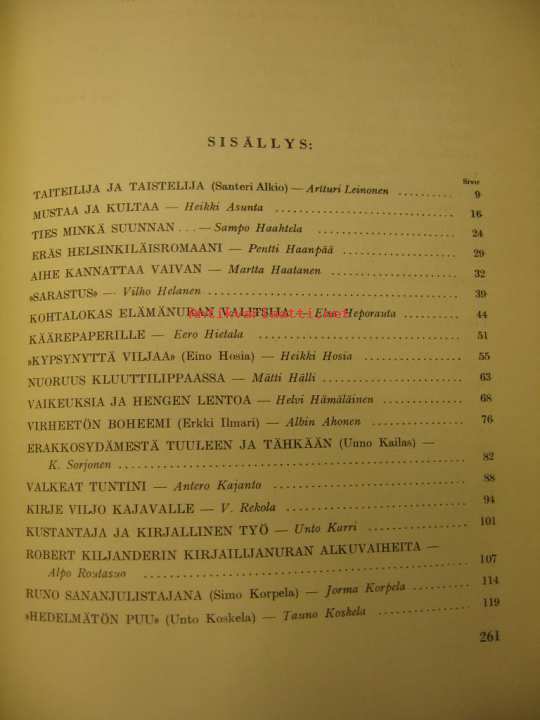 SISÄLLYS:
Sivu
TAITEILIJA JA TAISTELIJA (Santeri Alkio) — Artturi Leinonen 9
MUSTAA JA KULTAA — Heikki Asunta 16
TIES MINKÄ SUUNNAN ... — Sampo Haahtela 24
ERÄS HELSINKILÄISROMAANI — Pentti Haanpää 29
AIHE KANNATTAA VAIVAN — Martta Haatanen 32
»SARASTUS» — Vilho Helanen 39
KOHTALOKAS ELÄMÄNURAN VALITSIJA — Elsa Heporauta 44
KÄÄREPAPERILLE — Eero Hietala 51
»KYPSYNYTTÄ VILJAA» (Eino Hosia) — Heikki Hosia 55
NUORUUS KLUUTTILIPPAASSA — Matti Hälli 63
VAIKEUKSIA JA HENGEN LENTOA — Helvi Hämäläinen 68
VIRHEETÖN BOHEEMI (Erkki Ilmari) — Albin Ahonen 76
ERAKKOSYDÄMESTÄ TUULEEN JA TÄHKÄÄN (Uuno Kailas) —
K. Sorjonen 82
VALKEAT TUNTINI — Antero Kajanto 88
KIRJE VILJO KAJAVALLE — V. Rekola 94
KUSTANTAJA JA KIRJALLINEN TYÖ — Unto Karri 101
ROBERT KILJANDERIN KIRJAILIJANURAN ALKUVAIHEITA —
Alpo Routasuo 107
RUNO SANANJULISTAJANA (Simo Korpela) — Jorma Korpela 114
»HEDELMÄTÖN PUU» (Unto Koskela) — Tauno Koskela 119
261